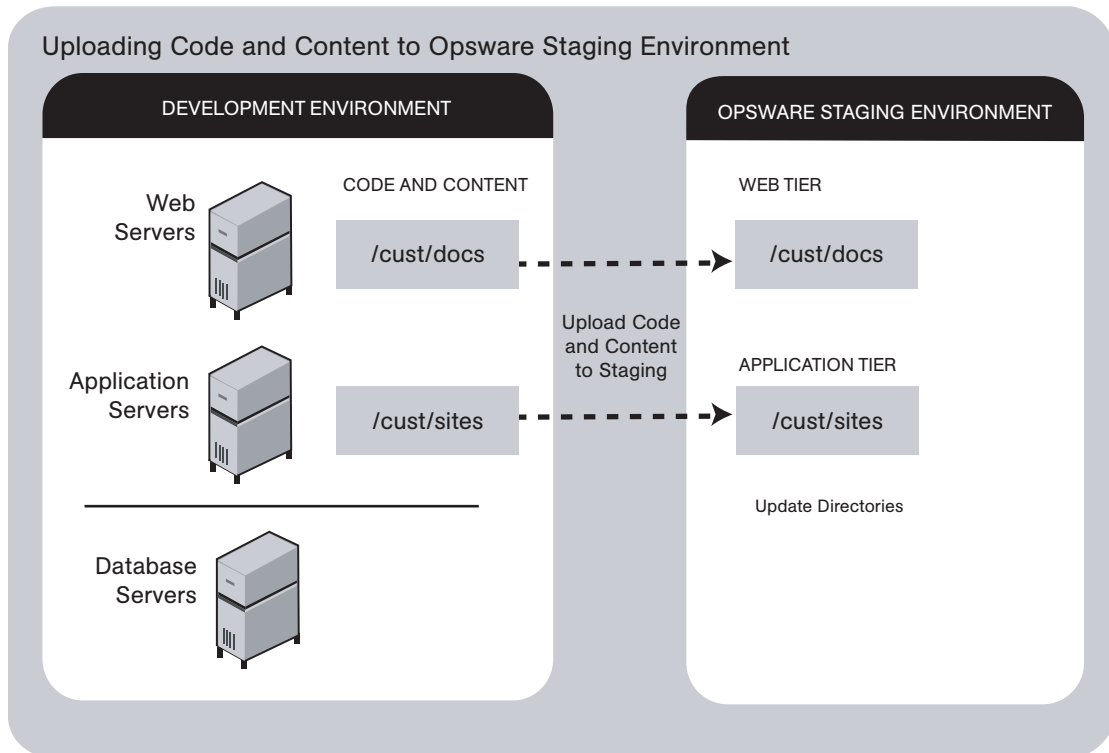 Uploading Code and Content to Opsware Staging Environment
DEVELOPMENT ENVIRONMENT
Web
Servers
CODE AND CONTENT
/cust/docs
Application
Servers
/cust/sites
Database
Servers
Upload Code
and Content
to Staging
OPSWARE STAGING ENVIRONMENT
WEB TIER
/cust/docs
APPLICATION TIER
/cust/sites
Update Directories